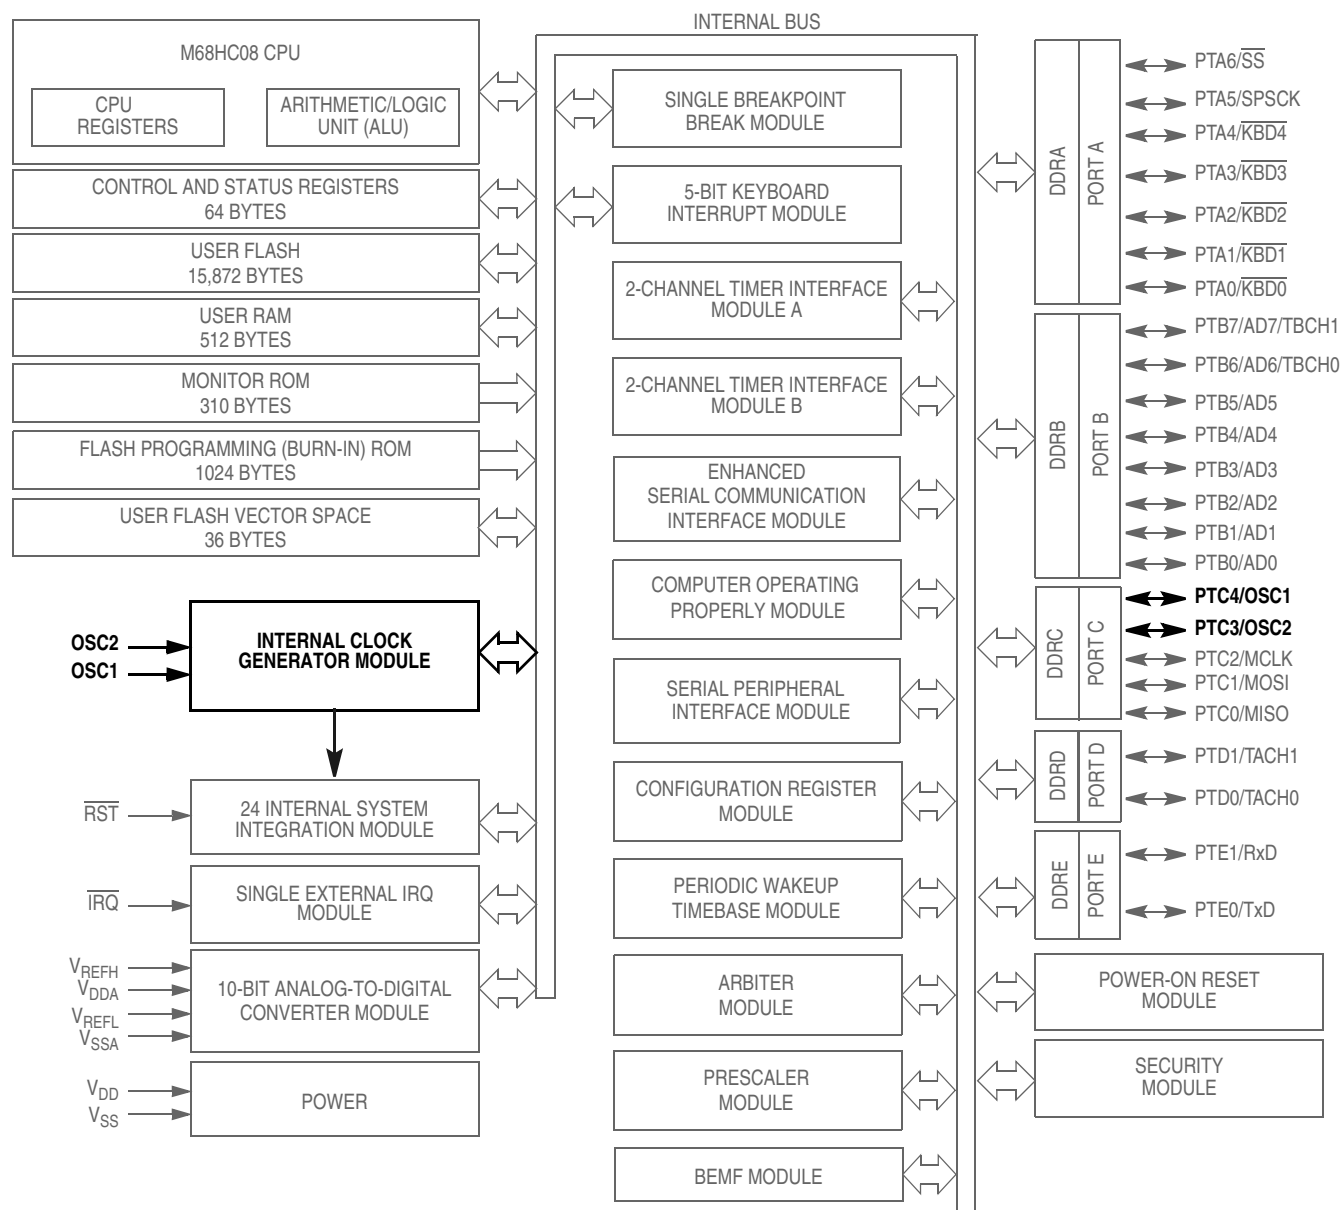 INTERNAL BUS
M68HC08 CPU
CPU
REGISTERS
ARITHMETIC/LOGIC
UNIT (ALU)
CONTROL AND STATUS REGISTERS
64 BYTES
USER FLASH
15,872 BYTES
USER RAM
512 BYTES
MONITOR ROM
310 BYTES
FLASH PROGRAMMING (BURN-IN) ROM
1024 BYTES
USER FLASH VECTOR SPACE
36 BYTES
OSC2
OSC1
INTERNAL CLOCK
GENERATOR MODULE
RST
24 INTERNAL SYSTEM
INTEGRATION MODULE
IRQ
SINGLE EXTERNAL IRQ
MODULE
VREFH
VDDA
VREFL
VSSA
10-BIT ANALOG-TO-DIGITAL
CONVERTER MODULE
VDD
VSS
POWER
SINGLE BREAKPOINT
BREAK MODULE
5-BIT KEYBOARD
INTERRUPT MODULE
2-CHANNEL TIMER INTERFACE
MODULE A
2-CHANNEL TIMER INTERFACE
MODULE B
ENHANCED
SERIAL COMMUNICATION
INTERFACE MODULE
COMPUTER OPERATING
PROPERLY MODULE
SERIAL PERIPHERAL
INTERFACE MODULE
CONFIGURATION REGISTER
MODULE
PERIODIC WAKEUP
TIMEBASE MODULE
ARBITER
MODULE
PRESCALER
MODULE
BEMF MODULE
DDRA
PORT A
PTA6/SS
PTA5/SPSCK
PTA4/KBD4
PTA3/KBD3
PTA2/KBD2
PTA1/KBD1
PTA0/KBD0
DDRB
PORT B
PTB7/AD7/TBCH1
PTB6/AD6/TBCH0
PTB5/AD5
PTB4/AD4
PTB3/AD3
PTB2/AD2
PTB1/AD1
PTB0/AD0
DDRC
PORT C
PTC4/OSC1
PTC3/OSC2
PTC2/MCLK
PTC1/MOSI
PTC0/MISO
DDRD
PORT D
PTD1/TACH1
PTD0/TACH0
DDRE
PORT E
PTE1/RxD
PTE0/TxD
POWER-ON RESET
MODULE
SECURITY
MODULE